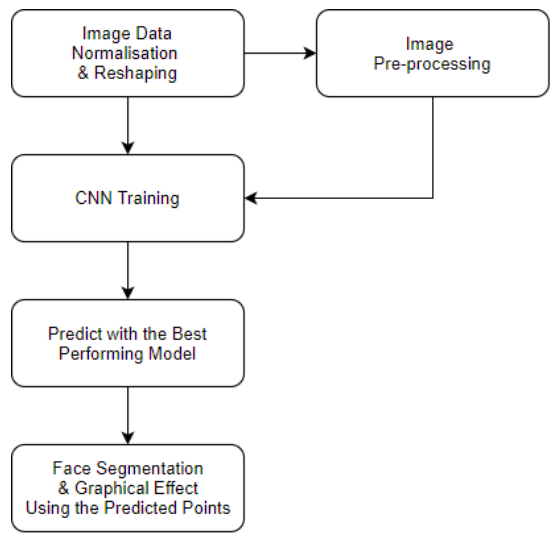 Image Data
Normalisation
& Reshaping
Image
Pre-processing
CNN Training
Predict with the Best
Performing Model
Face Segmentation
& Graphical Effect
Using the Predicted Points